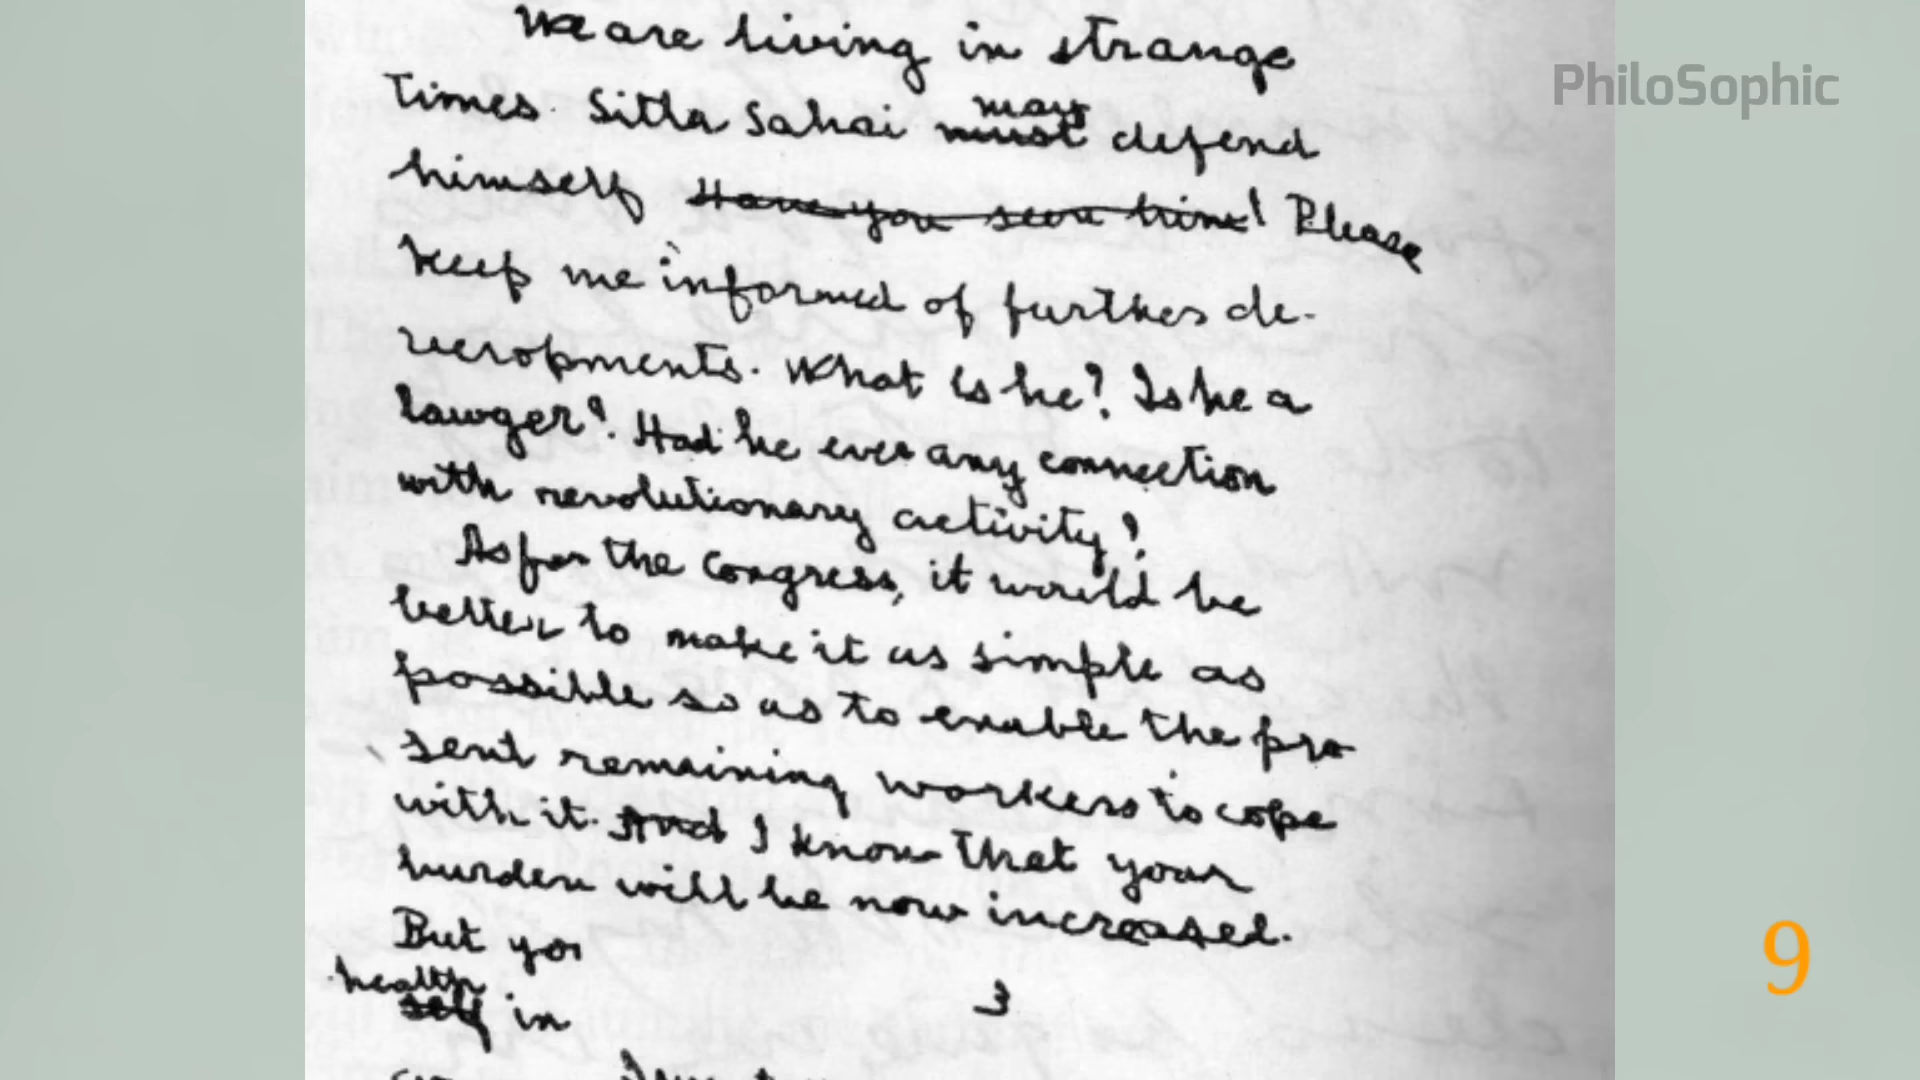 We are living in strange
PhiloSophic
times. Sitla Sahai ~~must~~ may defend
himself ~~Have you seen him~~! Please
keep me informed of further de-
velopments. What is he? Is he a
lawyer? Had he ever any connection
with revolutionary activity?
As for the Congress, it would be
better to make it as simple as
possible so as to enable the pre
sent remaining workers to cope
with it. ~~And~~ I know that your
burden will be now increased.
But yo
health
~~self~~ in
3
9